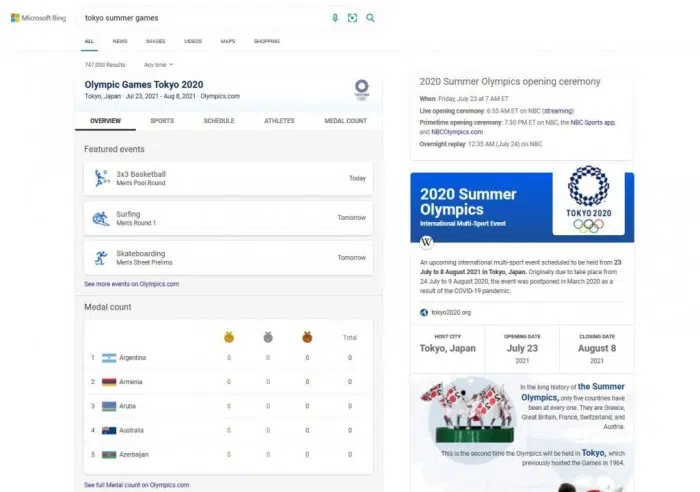 Microsoft Bing
tokyo summer games
ALL NEWS IMAGES VIDEOS MAPS SHOPPING
747,000 Results Any time
Olympic Games Tokyo 2020
Tokyo, Japan · Jul 23, 2021 - Aug 8, 2021 · Olympics.com
OVERVIEW SPORTS SCHEDULE ATHLETES MEDAL COUNT
Featured events
3x3 Basketball
Men's Pool Round
Today
Surfing
Men's Round 1
Tomorrow
Skateboarding
Men's Street Prelims
Tomorrow
See more events on Olympics.com
Medal count
Total
1 Argentina 0 0 0 0
2 Armenia 0 0 0 0
3 Aruba 0 0 0 0
4 Australia 0 0 0 0
5 Azerbaijan 0 0 0 0
See full Medal count on Olympics.com
2020 Summer Olympics opening ceremony
When: Friday, July 23 at 7 AM ET
Live opening ceremony: 6:55 AM ET on NBC (streaming)
Primetime opening ceremony: 7:30 PM ET on NBC, the NBC Sports app,
and NBCOlympics.com
Overnight replay: 12:35 AM (July 24) on NBC
2020 Summer
Olympics
International Multi-Sport Event
TOKYO 2020
W
An upcoming international multi-sport event scheduled to be held from 23
July to 8 August 2021 in Tokyo, Japan. Originally due to take place from
24 July to 9 August 2020, the event was postponed in March 2020 as a
result of the COVID-19 pandemic.
tokyo2020.org
HOST CITY
Tokyo, Japan
OPENING DATE
July 23
2021
CLOSING DATE
August 8
2021
In the long history of the Summer
Olympics, only five countries have
been at every one. They are Greece,
Great Britain, France, Switzerland, and
Austria.
This is the second time the Olympics will be held in Tokyo, which
previously hosted the Games in 1964.